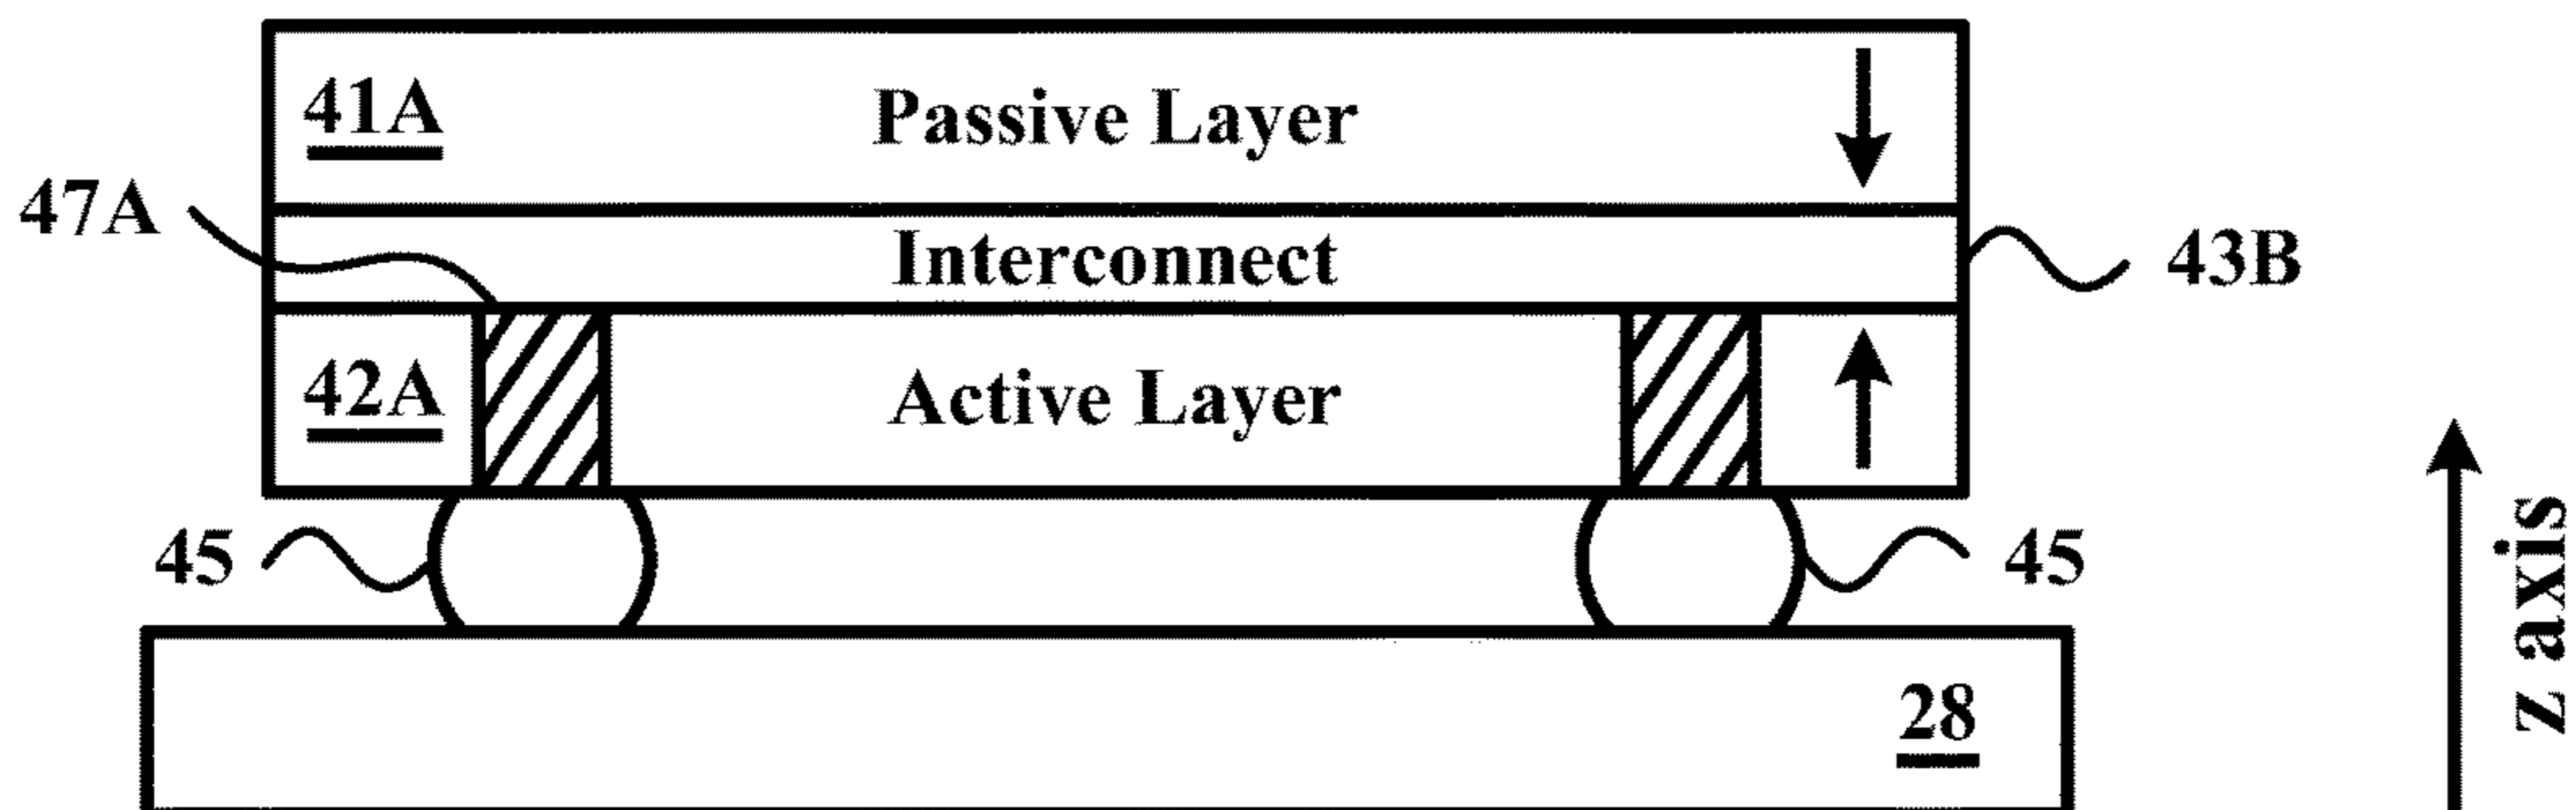 41A
Passive Layer
47A
Interconnect
43B
42A
Active Layer
45
45
z axis
28